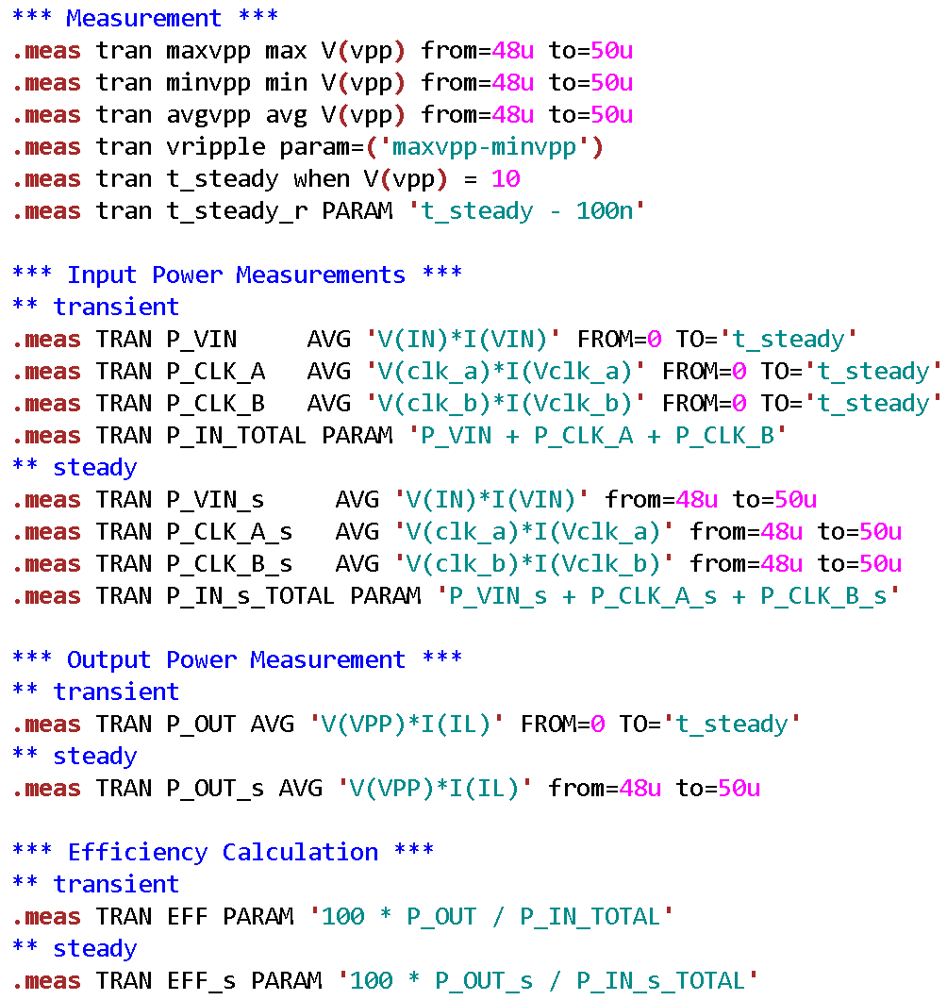 *** Measurement ***
.meas tran maxvpp max V(vpp) from=48u to=50u
.meas tran minvpp min V(vpp) from=48u to=50u
.meas tran avgvpp avg V(vpp) from=48u to=50u
.meas tran vripple param=('maxvpp-minvpp')
.meas tran t_steady when V(vpp) = 10
.meas tran t_steady_r PARAM 't_steady - 100n'
*** Input Power Measurements ***
** transient
.meas TRAN P_VIN     AVG 'V(IN)*I(VIN)' FROM=0 TO='t_steady'
.meas TRAN P_CLK_A   AVG 'V(clk_a)*I(Vclk_a)' FROM=0 TO='t_steady'
.meas TRAN P_CLK_B   AVG 'V(clk_b)*I(Vclk_b)' FROM=0 TO='t_steady'
.meas TRAN P_IN_TOTAL PARAM 'P_VIN + P_CLK_A + P_CLK_B'
** steady
.meas TRAN P_VIN_s     AVG 'V(IN)*I(VIN)' from=48u to=50u
.meas TRAN P_CLK_A_s   AVG 'V(clk_a)*I(Vclk_a)' from=48u to=50u
.meas TRAN P_CLK_B_s   AVG 'V(clk_b)*I(Vclk_b)' from=48u to=50u
.meas TRAN P_IN_s_TOTAL PARAM 'P_VIN_s + P_CLK_A_s + P_CLK_B_s'
*** Output Power Measurement ***
** transient
.meas TRAN P_OUT AVG 'V(VPP)*I(IL)' FROM=0 TO='t_steady'
** steady
.meas TRAN P_OUT_s AVG 'V(VPP)*I(IL)' from=48u to=50u
*** Efficiency Calculation ***
** transient
.meas TRAN EFF PARAM '100 * P_OUT / P_IN_TOTAL'
** steady
.meas TRAN EFF_s PARAM '100 * P_OUT_s / P_IN_s_TOTAL'